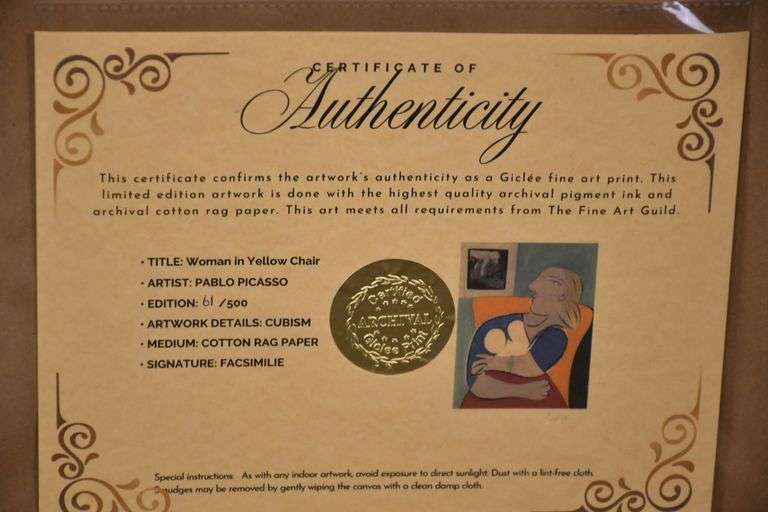 CERTIFICATE OF
Authenticity
This certificate confirms the artwork's authenticity as a Giclée fine art print. This
limited edition artwork is done with the highest quality archival pigment ink and
archival cotton rag paper. This art meets all requirements from The Fine Art Guild.
• TITLE: Woman in Yellow Chair
• ARTIST: PABLO PICASSO
• EDITION: 61 /500
• ARTWORK DETAILS: CUBISM
• MEDIUM: COTTON RAG PAPER
• SIGNATURE: FACSIMILIE
Certified
ARCHIVAL
Giclee Print
Special instructions: As with any indoor artwork, avoid exposure to direct sunlight. Dust with a lint-free cloth.
Smudges may be removed by gently wiping the canvas with a clean damp cloth.